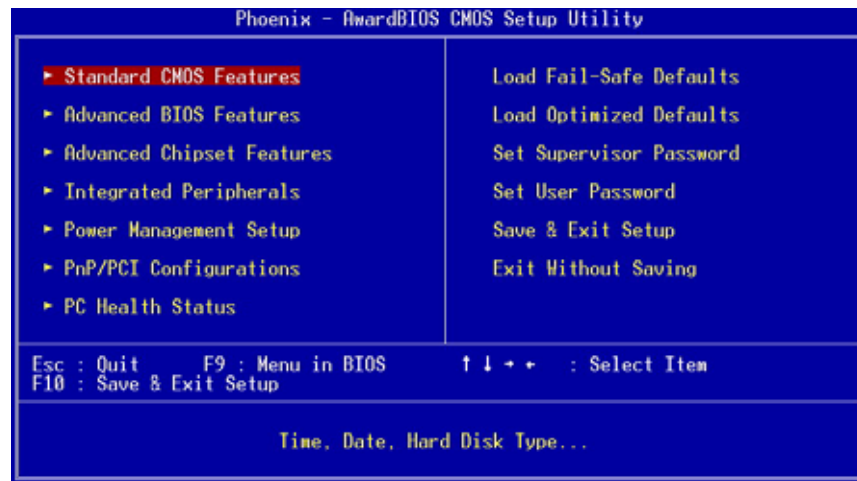 Phoenix - AwardBIOS CMOS Setup Utility
► Standard CMOS Features
► Advanced BIOS Features
► Advanced Chipset Features
► Integrated Peripherals
► Power Management Setup
► PnP/PCI Configurations
► PC Health Status
Load Fail-Safe Defaults
Load Optimized Defaults
Set Supervisor Password
Set User Password
Save & Exit Setup
Exit Without Saving
Esc : Quit F9 : Menu in BIOS ↑ ↓ → ← : Select Item
F10 : Save & Exit Setup
Time, Date, Hard Disk Type...